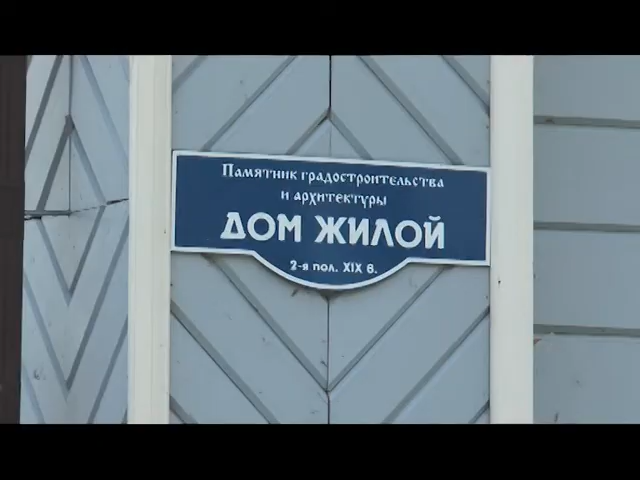 Памятник градостроительства
и архитектуры
ДОМ ЖИЛОЙ
2-я пол. XIX в.